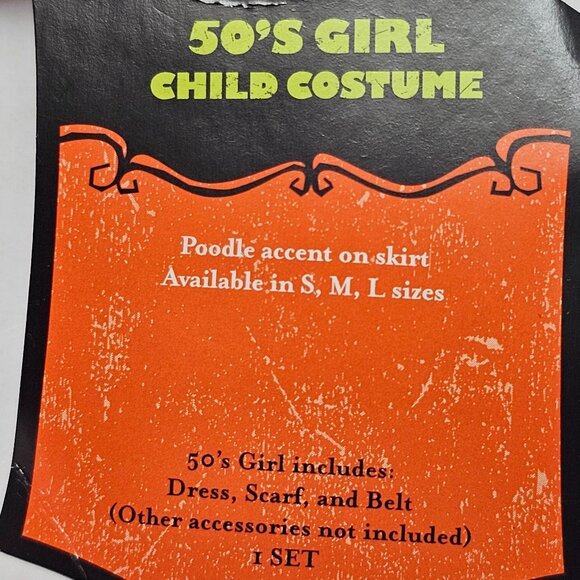 50'S GIRL
CHILD COSTUME
Poodle accent on skirt
Available in S, M, L sizes
50's Girl includes:
Dress, Scarf, and Belt
(Other accessories not included)
1 SET